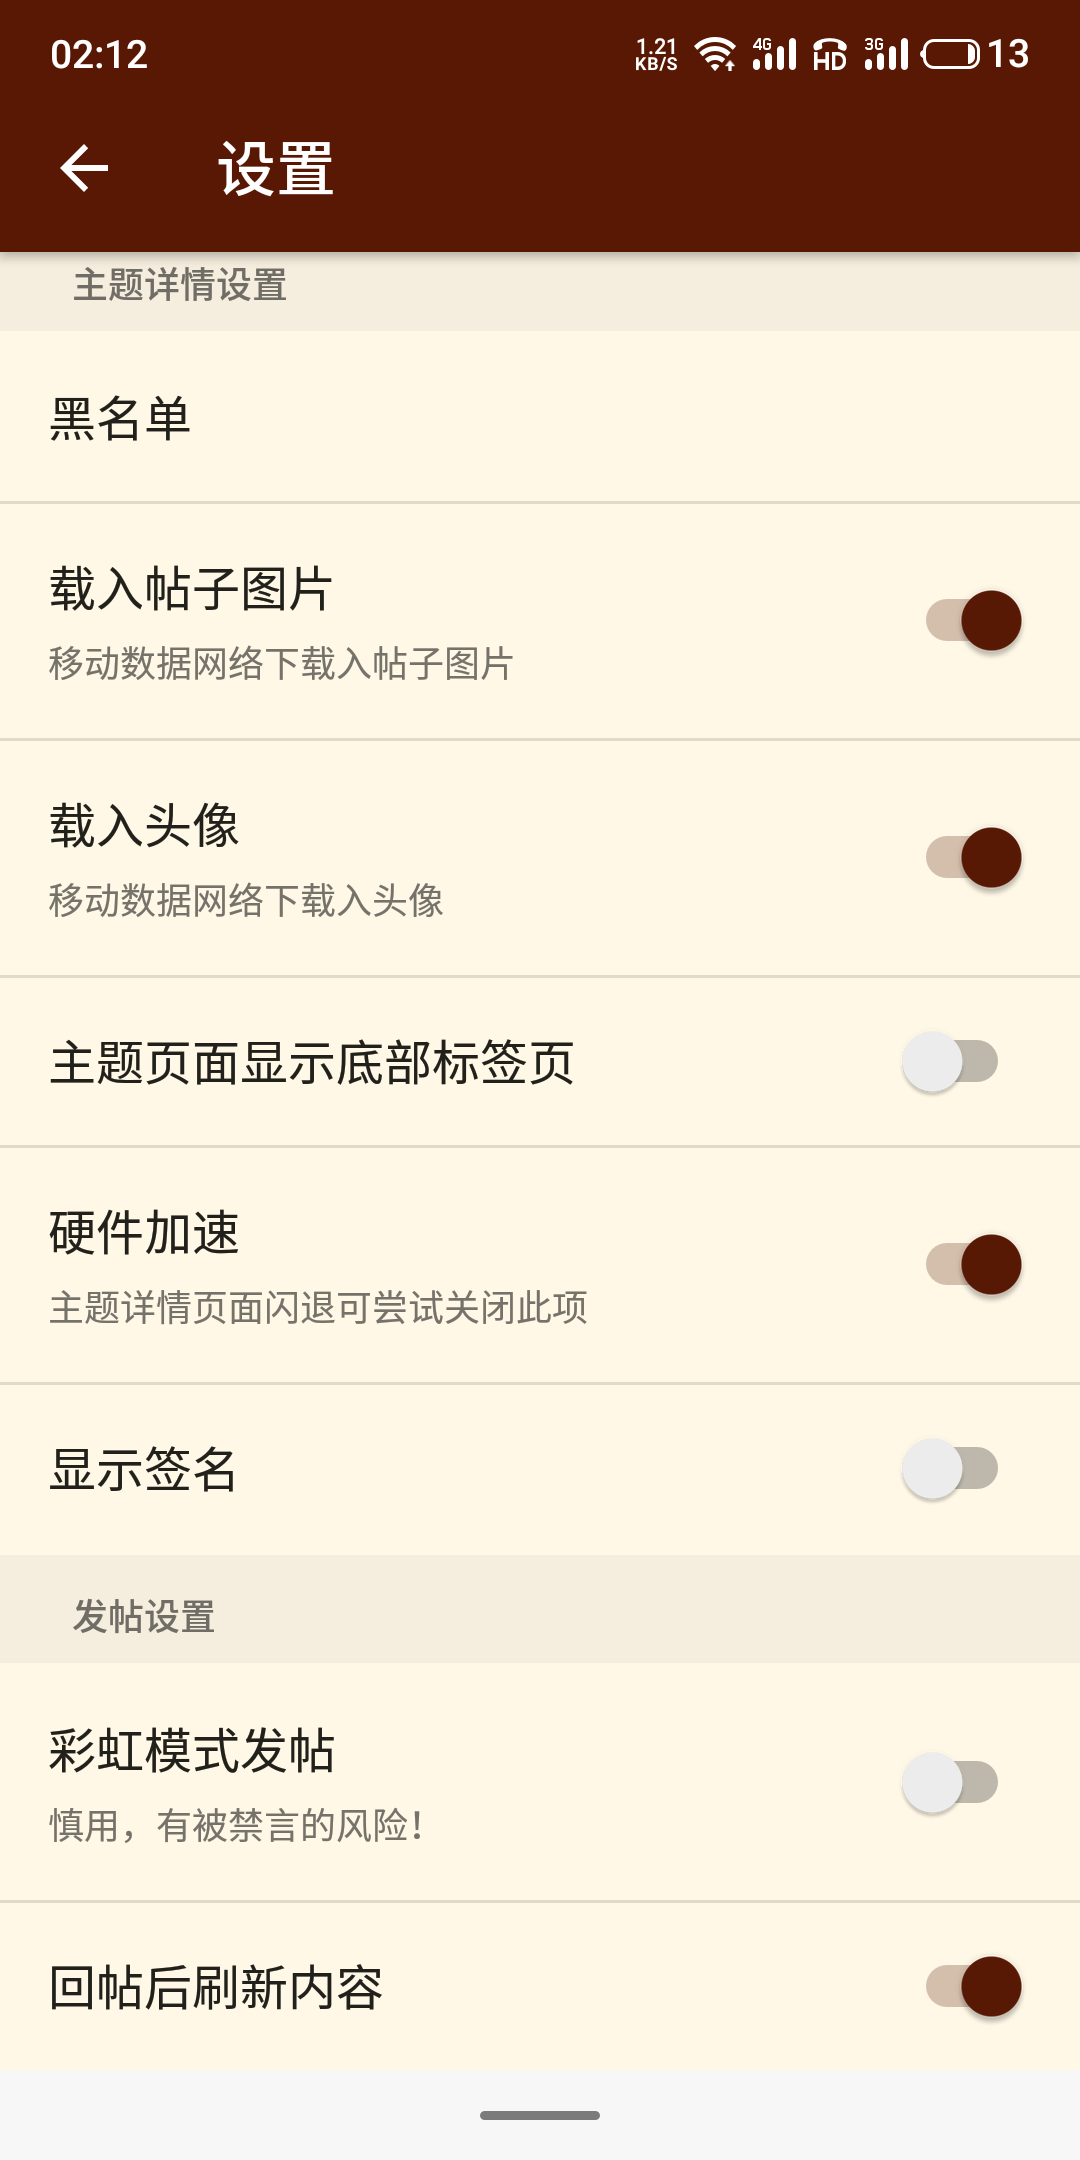 02:12
1.21
KB/S
4G
HD
3G
13
设置
主题详情设置
黑名单
载入帖子图片
移动数据网络下载入帖子图片
载入头像
移动数据网络下载入头像
主题页面显示底部标签页
硬件加速
主题详情页面闪退可尝试关闭此项
显示签名
发帖设置
彩虹模式发帖
慎用，有被禁言的风险！
回帖后刷新内容